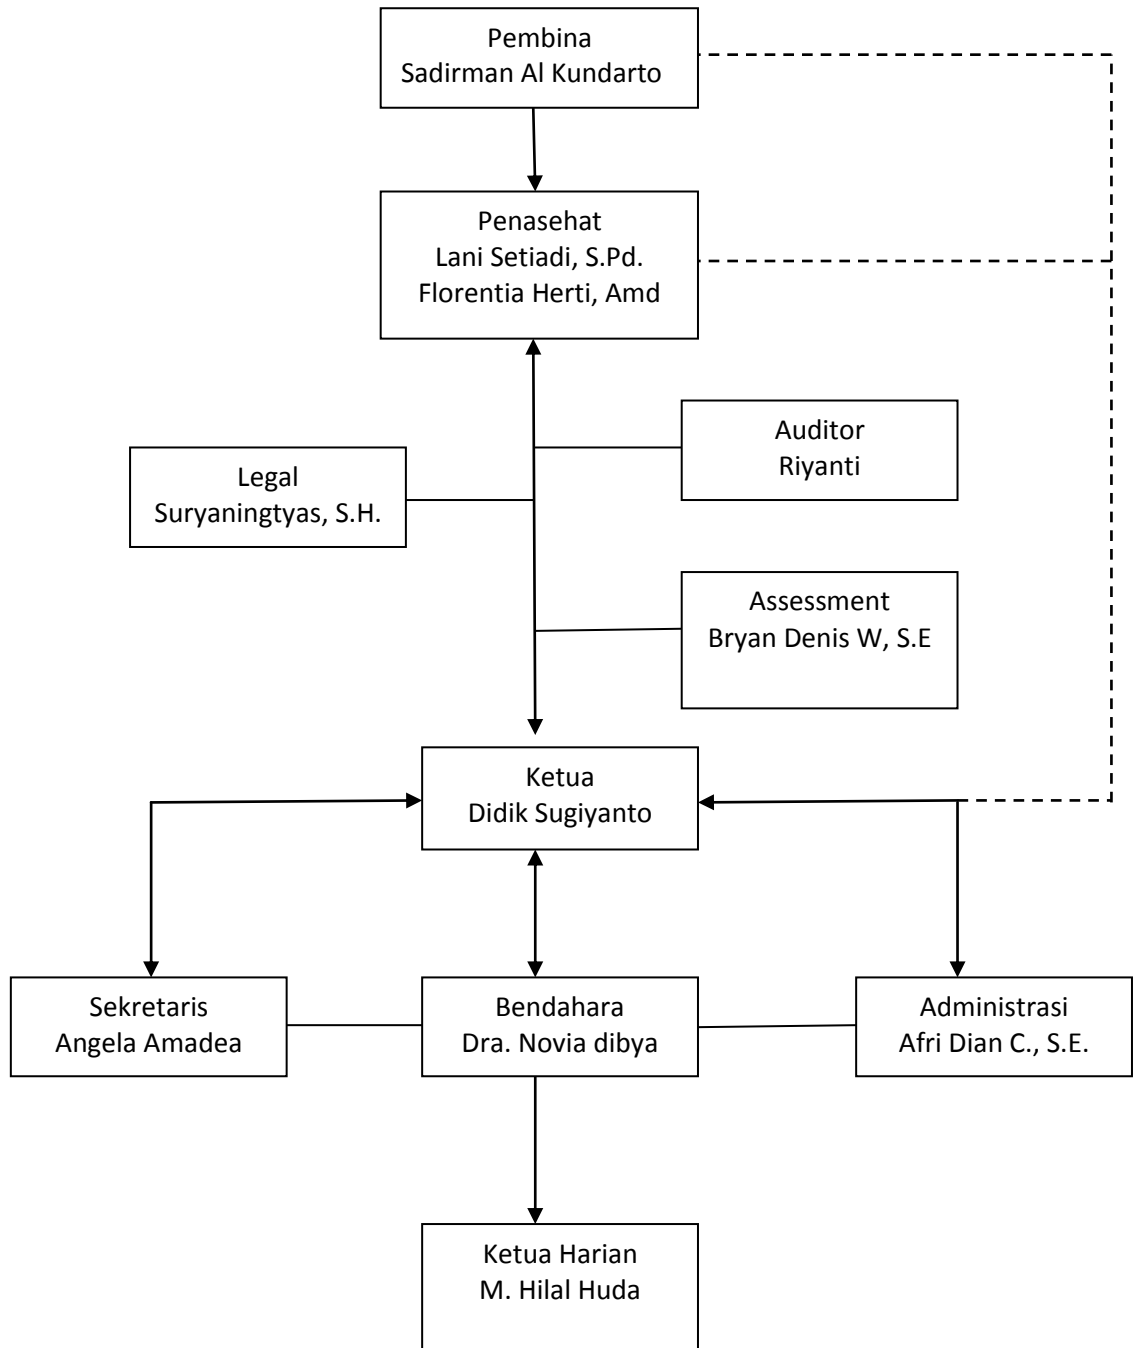 Pembina
Sadirman Al Kundarto
Penasehat
Lani Setiadi, S.Pd.
Florentia Herti, Amd
Auditor
Riyanti
Legal
Suryaningtyas, S.H.
Assessment
Bryan Denis W, S.E
Ketua
Didik Sugiyanto
Sekretaris
Angela Amadea
Bendahara
Dra. Novia dibya
Administrasi
Afri Dian C., S.E.
Ketua Harian
M. Hilal Huda